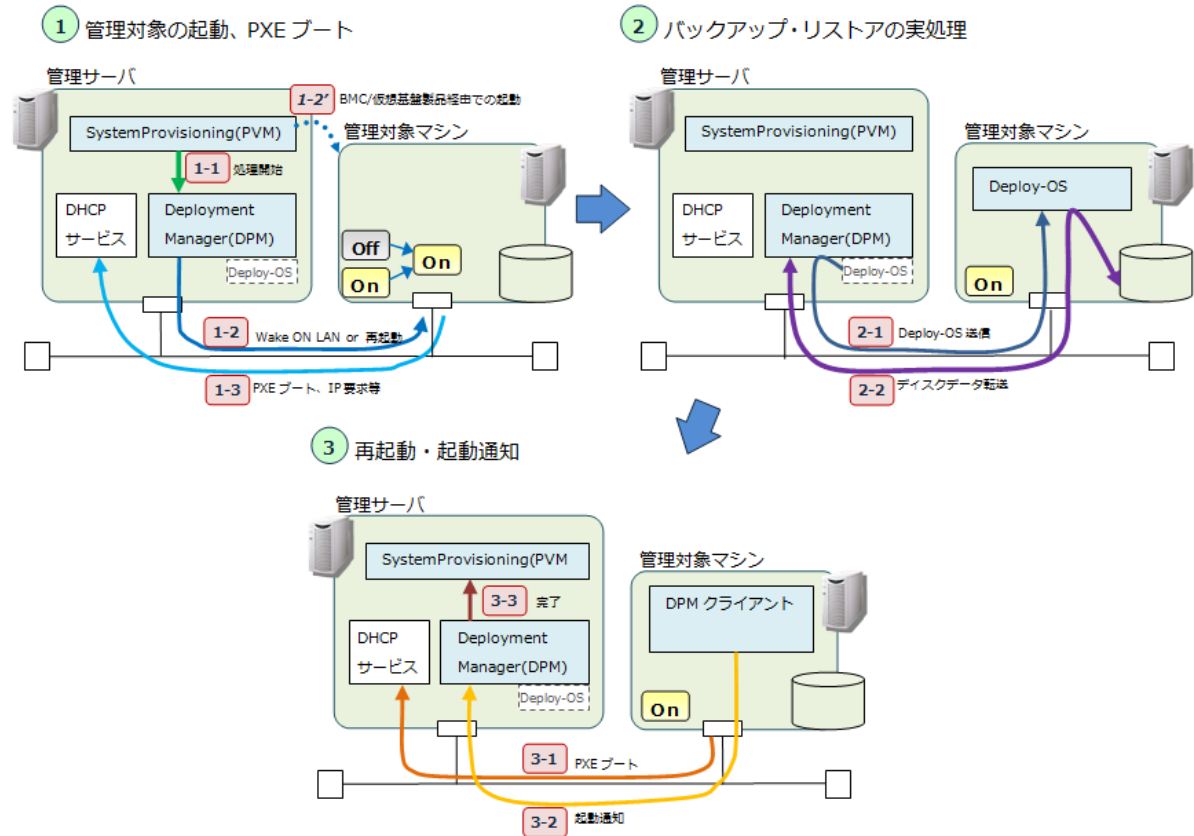 1 管理対象の起動、PXE ブート
管理サーバ
1-2' BMC/仮想基盤製品経由での起動
SystemProvisioning(PVM)
管理対象マシン
1-1 処理開始
DHCP
サービス
Deployment
Manager(DPM)
Deploy-OS
Off
On
On
1-2 Wake ON LAN or 再起動
1-3 PXE ブート、IP 要求等
2 バックアップ・リストアの実処理
管理サーバ
SystemProvisioning(PVM)
管理対象マシン
Deploy-OS
DHCP
サービス
Deployment
Manager(DPM)
Deploy-OS
On
2-1 Deploy-OS 送信
2-2 ディスクデータ転送
3 再起動・起動通知
管理サーバ
SystemProvisioning(PVM
管理対象マシン
3-3 完了
DPM クライアント
DHCP
サービス
Deployment
Manager(DPM)
Deploy-OS
On
3-1 PXE ブート
3-2 起動通知